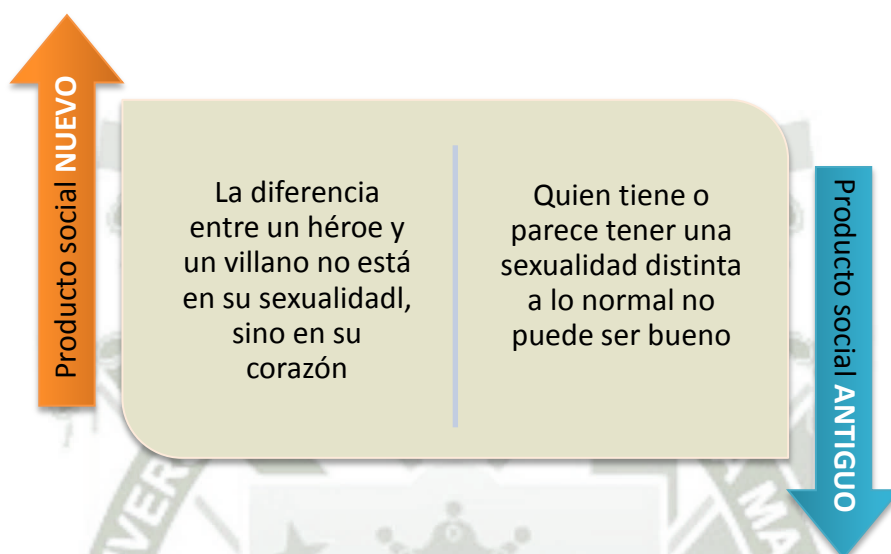 Producto social NUEVO
La diferencia
entre un héroe y
un villano no está
en su sexualidadl,
sino en su
corazón
Quien tiene o
parece tener una
sexualidad distinta
a lo normal no
puede ser bueno
Producto social ANTIGUO